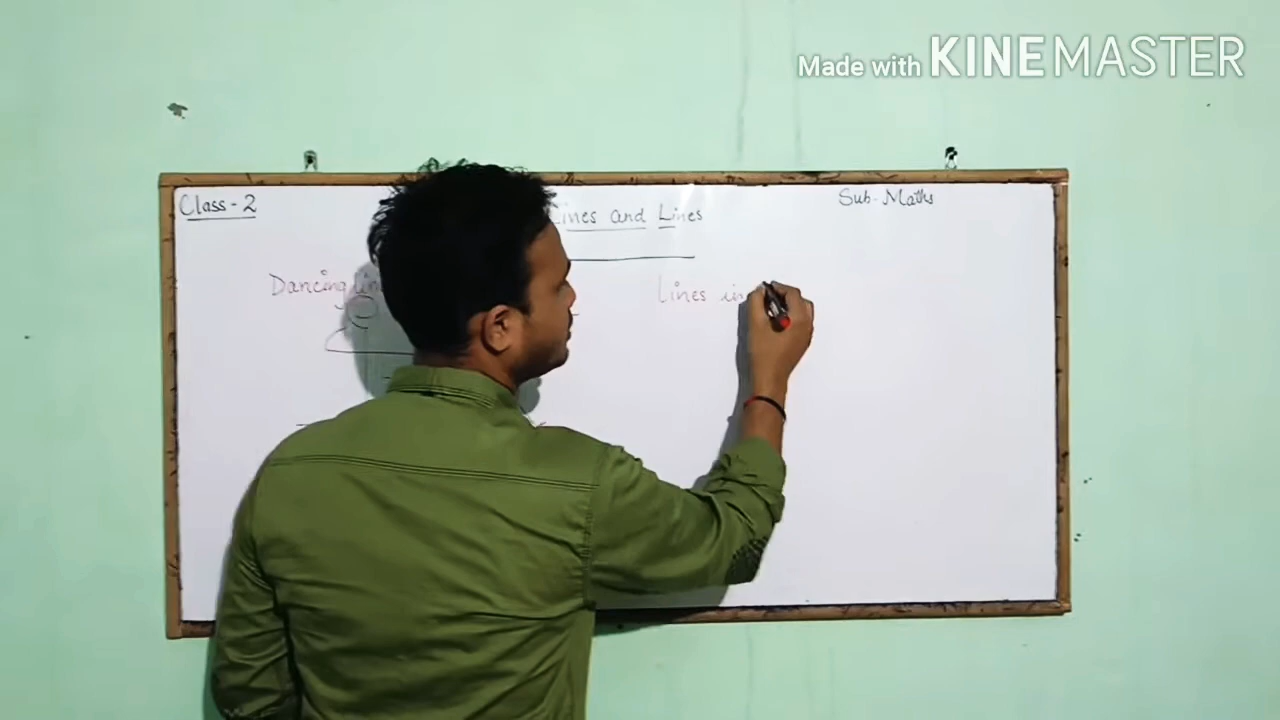 Made with KINEMASTER
Class - 2
Sub- Maths
Lines and Lines
Dancing
Lines